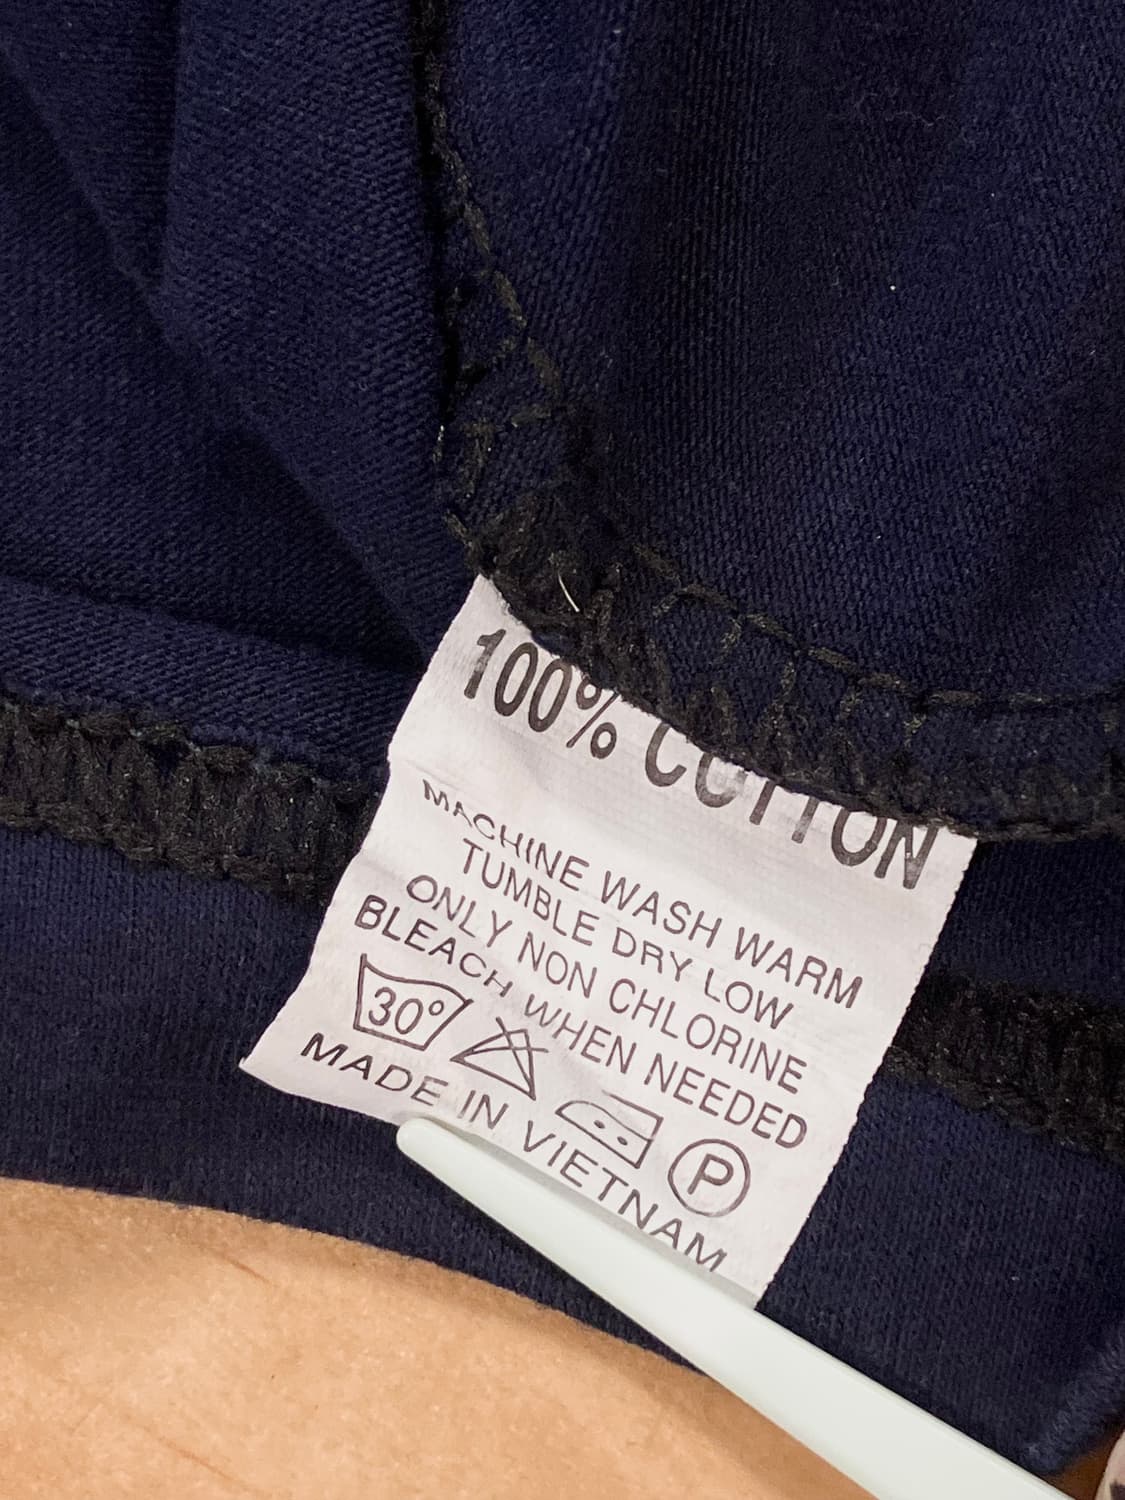 100% COTTON
MACHINE WASH WARM
TUMBLE DRY LOW
ONLY NON CHLORINE
BLEACH WHEN NEEDED
30°
P
MADE IN VIETNAM